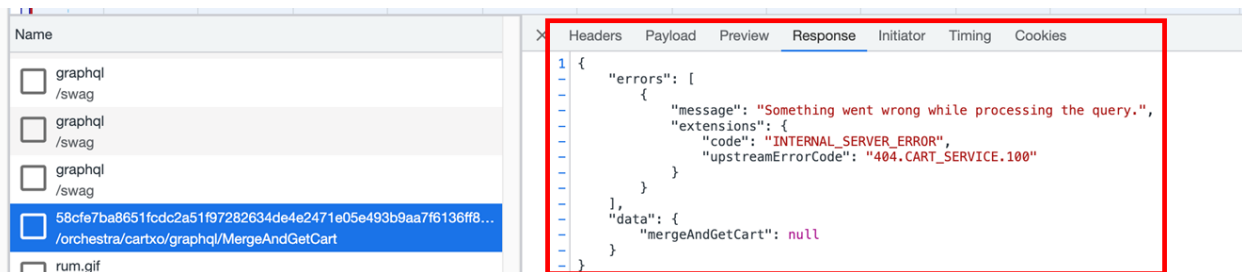 Name
graphql
/swag
graphql
/swag
graphql
/swag
58cfe7ba8651fcdc2a51f97282634de4e2471e05e493b9aa7f6136ff8...
/orchestra/cartxo/graphql/MergeAndGetCart
rum.gif
× Headers Payload Preview Response Initiator Timing Cookies
1 {
- "errors": [
- {
- "message": "Something went wrong while processing the query.",
- "extensions": {
- "code": "INTERNAL_SERVER_ERROR",
- "upstreamErrorCode": "404.CART_SERVICE.100"
- }
- }
- ],
- "data": {
- "mergeAndGetCart": null
- }
- }